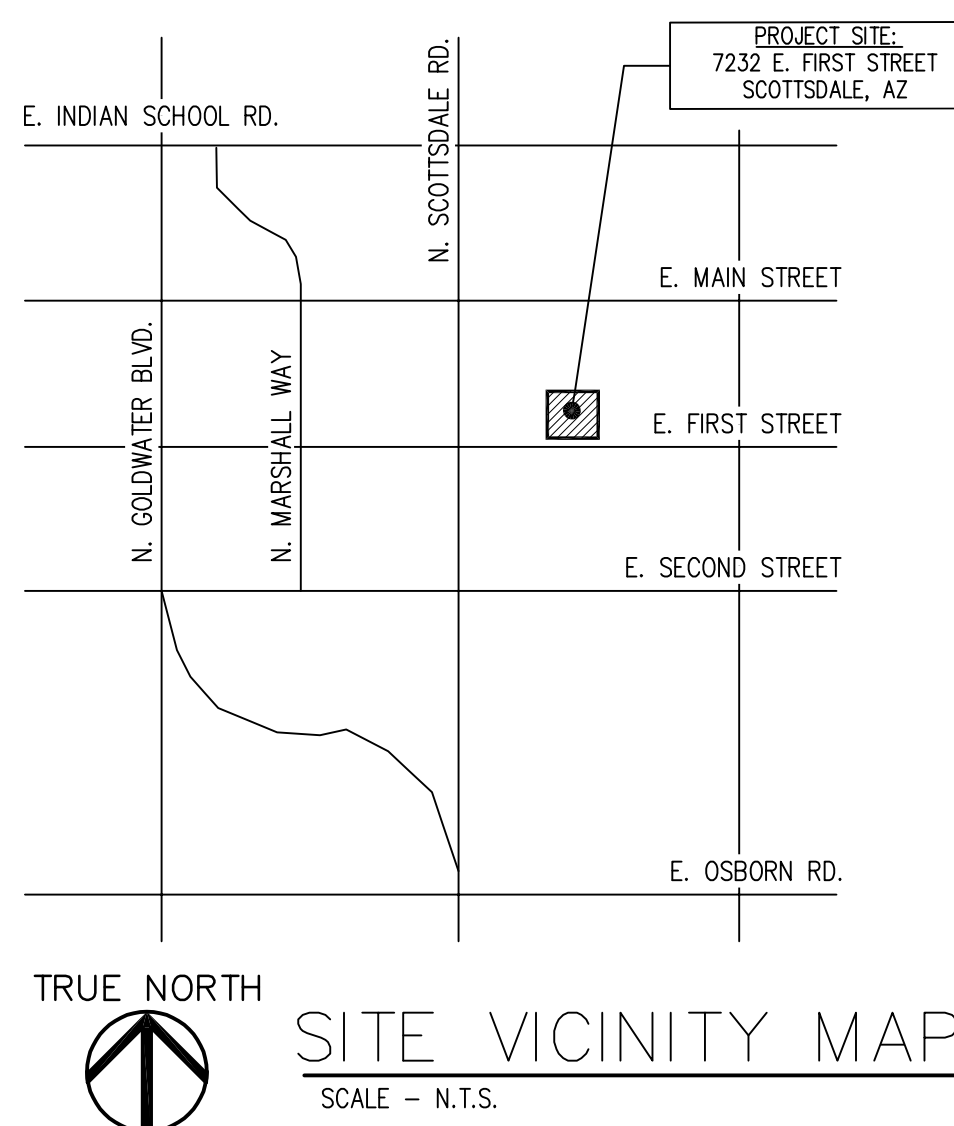 PROJECT SITE:
7232 E. FIRST STREET
SCOTTSDALE, AZ
E. INDIAN SCHOOL RD.
N. SCOTTSDALE RD.
E. MAIN STREET
N. GOLDWATER BLVD.
N. MARSHALL WAY
E. FIRST STREET
E. SECOND STREET
E. OSBORN RD.
TRUE NORTH
SITE VICINITY MAP
SCALE - N.T.S.